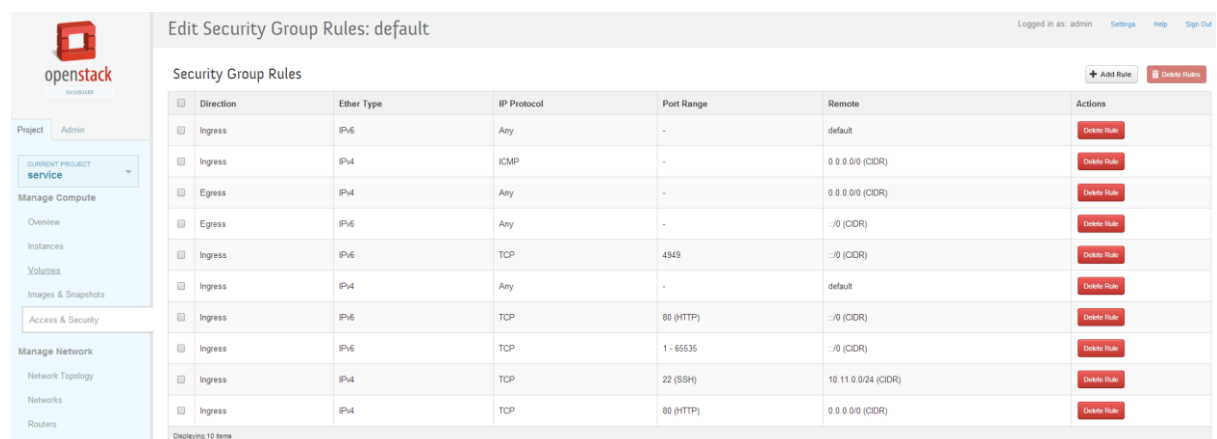 Edit Security Group Rules: default
Logged in as: admin Settings Help Sign Out
openstack
DASHBOARD
Project Admin
CURRENT PROJECT
service
Manage Compute
Overview
Instances
Volumes
Images & Snapshots
Access & Security
Manage Network
Network Topology
Networks
Routers
Security Group Rules
Add Rule Delete Rules
Direction Ether Type IP Protocol Port Range Remote Actions
Ingress IPv6 Any - default Delete Rule
Ingress IPv4 ICMP - 0.0.0.0/0 (CIDR) Delete Rule
Egress IPv4 Any - 0.0.0.0/0 (CIDR) Delete Rule
Egress IPv6 Any - ::/0 (CIDR) Delete Rule
Ingress IPv6 TCP 4949 ::/0 (CIDR) Delete Rule
Ingress IPv4 Any - default Delete Rule
Ingress IPv6 TCP 80 (HTTP) ::/0 (CIDR) Delete Rule
Ingress IPv6 TCP 1 - 65535 ::/0 (CIDR) Delete Rule
Ingress IPv4 TCP 22 (SSH) 10.11.0.0/24 (CIDR) Delete Rule
Ingress IPv4 TCP 80 (HTTP) 0.0.0.0/0 (CIDR) Delete Rule
Displaying 10 items